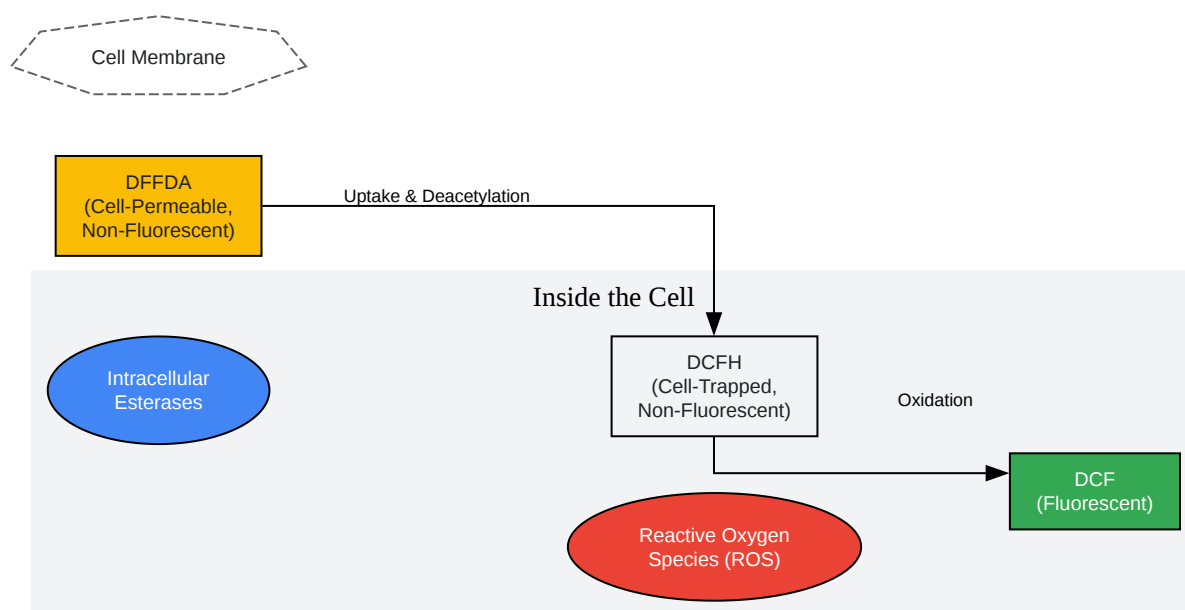 Cell Membrane
DFFDA
(Cell-Permeable,
Non-Fluorescent)
Uptake & Deacetylation
Inside the Cell
Intracellular
Esterases
DCFH
(Cell-Trapped,
Non-Fluorescent)
Oxidation
DCF
(Fluorescent)
Reactive Oxygen
Species (ROS)